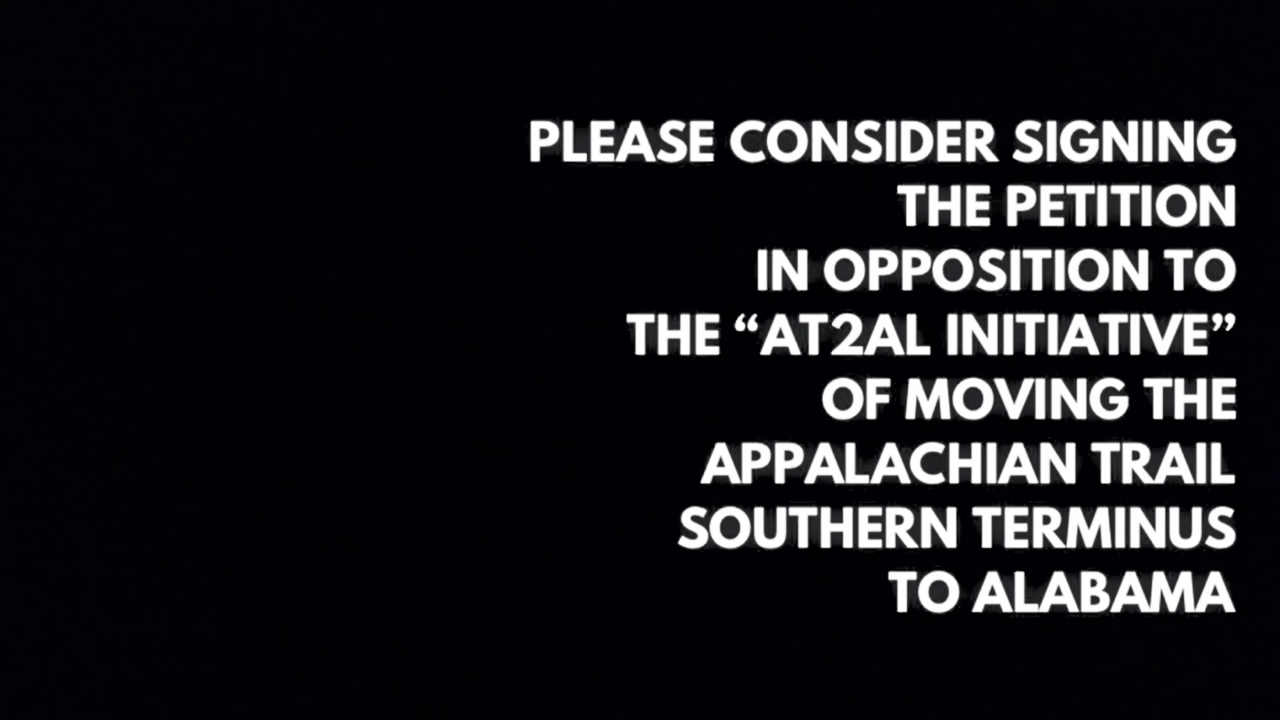 PLEASE CONSIDER SIGNING
THE PETITION
IN OPPOSITION TO
THE “AT2AL INITIATIVE”
OF MOVING THE
APPALACHIAN TRAIL
SOUTHERN TERMINUS
TO ALABAMA